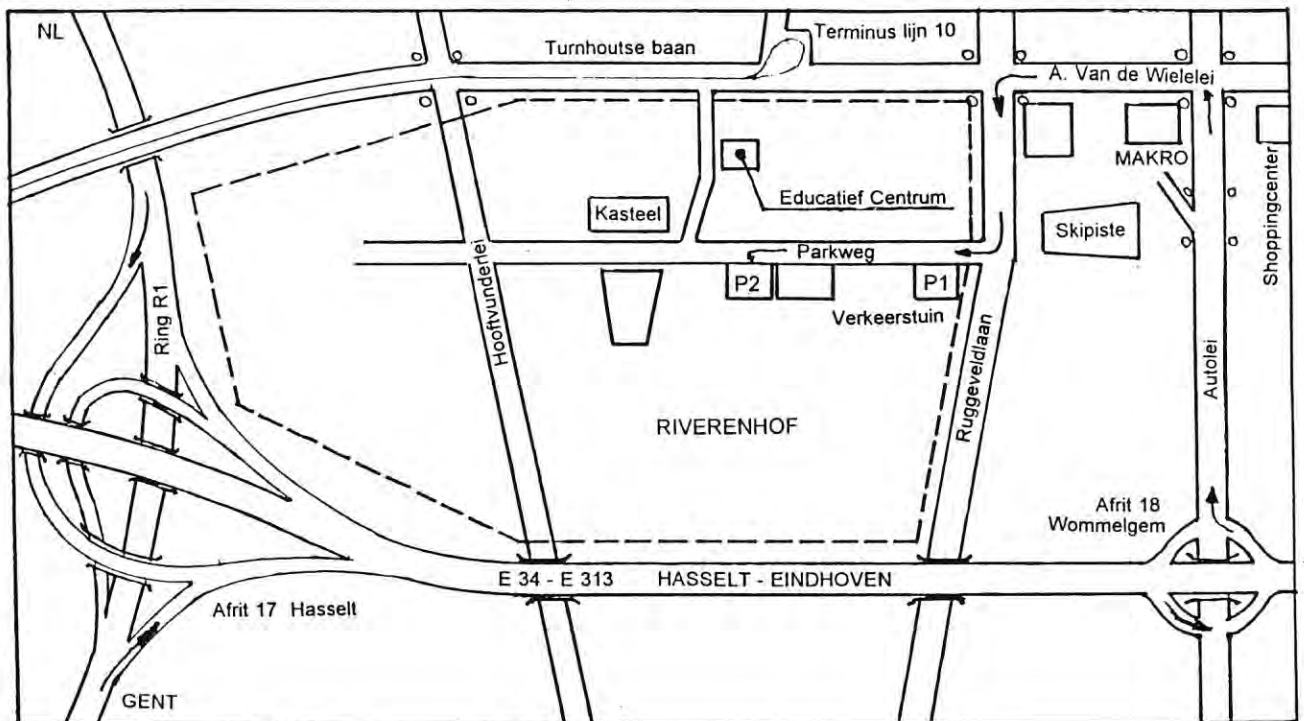 NL
Turnhoutse baan
Terminus lijn 10
A. Van de Wielelei
MAKRO
Shoppingcenter
Educatief Centrum
Kasteel
Skipiste
Parkweg
P2
P1
Verkeerstuin
Ring R1
Hooftvunderlei
Ruggeveldlaan
Autolei
RIVERENHOF
Afrit 18
Wommelgem
E 34 - E 313 HASSELT - EINDHOVEN
Afrit 17 Hasselt
GENT